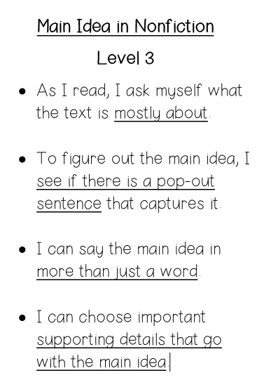 Main Idea in Nonfiction
Level 3
• As I read, I ask myself what
the text is mostly about.
• To figure out the main idea, I
see if there is a pop-out
sentence that captures it.
• I can say the main idea in
more than just a word.
• I can choose important
supporting details that go
with the main idea